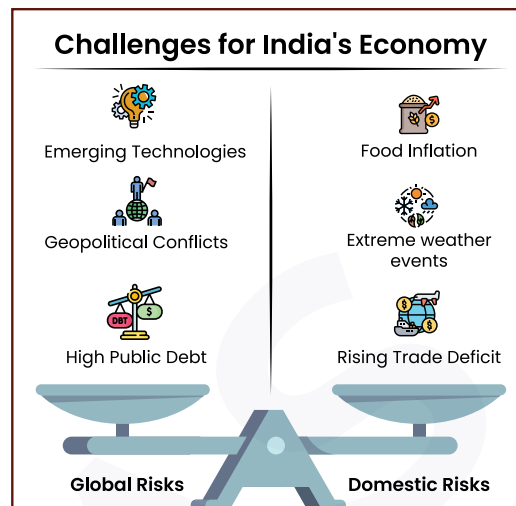 Challenges for India's Economy
Emerging Technologies
Geopolitical Conflicts
DBT
$
High Public Debt
Global Risks
$
Food Inflation
Extreme weather
events
$
$
Rising Trade Deficit
Domestic Risks